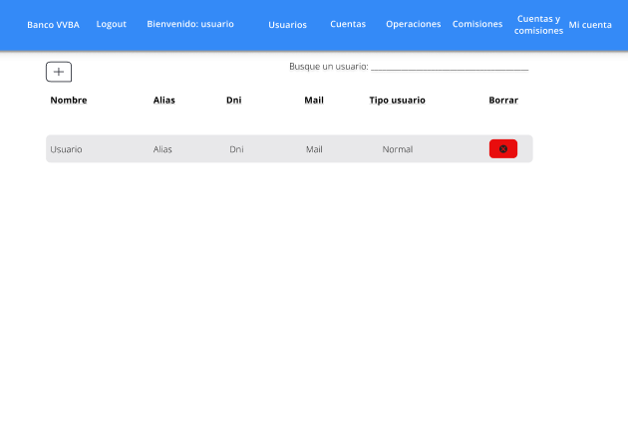 Banco VVBA Logout Bienvenido: usuario Usuarios Cuentas Operaciones Comisiones Cuentas y comisiones Mi cuenta
Busque un usuario: ________________________________
Nombre Alias Dni Mail Tipo usuario Borrar
Usuario Alias Dni Mail Normal